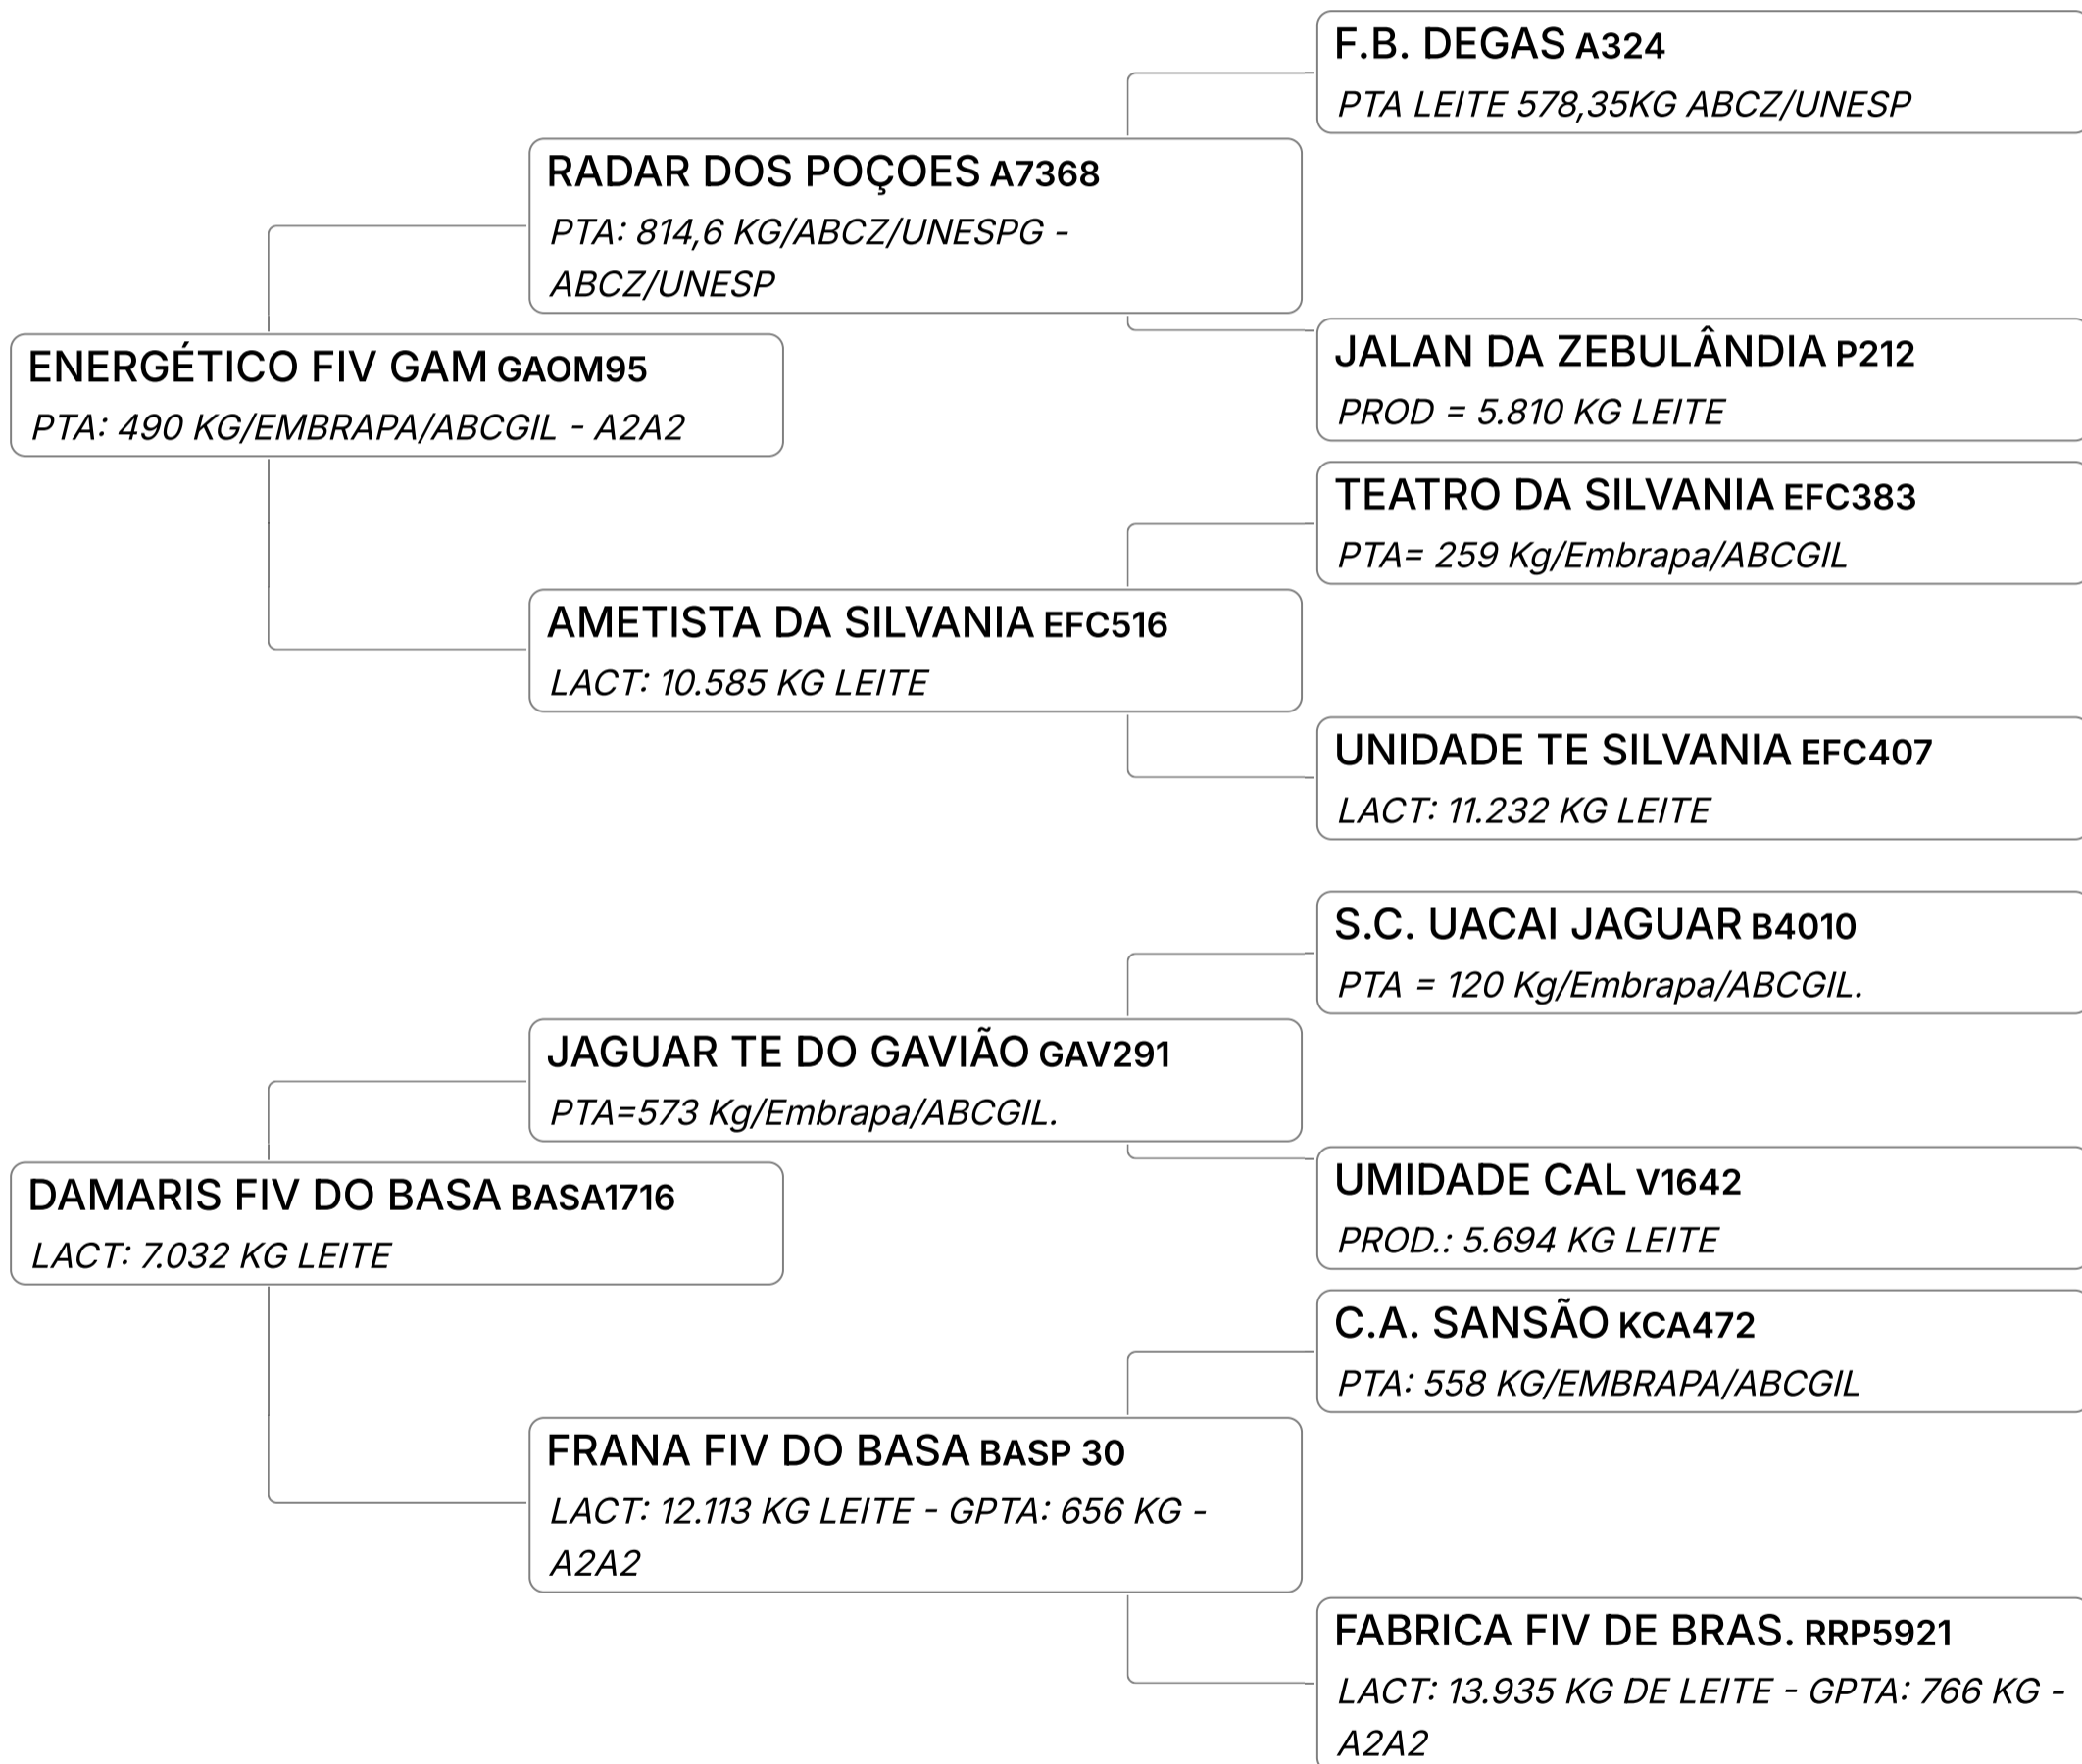 F.B. DEGAS A324
PTA LEITE 578,35KG ABCZ/UNESP
RADAR DOS POÇOES A7368
PTA: 814,6 KG/ABCZ/UNESPG -
ABCZ/UNESP
JALAN DA ZEBULÂNDIA P212
PROD = 5.810 KG LEITE
ENERGÉTICO FIV GAM GAOM95
PTA: 490 KG/EMBRAPA/ABCGIL - A2A2
TEATRO DA SILVANIA EFC383
PTA= 259 Kg/Embrapa/ABCGIL
AMETISTA DA SILVANIA EFC516
LACT: 10.585 KG LEITE
UNIDADE TE SILVANIA EFC407
LACT: 11.232 KG LEITE
S.C. UACAI JAGUAR B4010
PTA = 120 Kg/Embrapa/ABCGIL.
JAGUAR TE DO GAVIÃO GAV291
PTA=573 Kg/Embrapa/ABCGIL.
UMIDADE CAL V1642
PROD.: 5.694 KG LEITE
DAMARIS FIV DO BASA BASA1716
LACT: 7.032 KG LEITE
C.A. SANSÃO KCA472
PTA: 558 KG/EMBRAPA/ABCGIL
FRANA FIV DO BASA BASP 30
LACT: 12.113 KG LEITE - GPTA: 656 KG -
A2A2
FABRICA FIV DE BRAS. RRP5921
LACT: 13.935 KG DE LEITE - GPTA: 766 KG -
A2A2